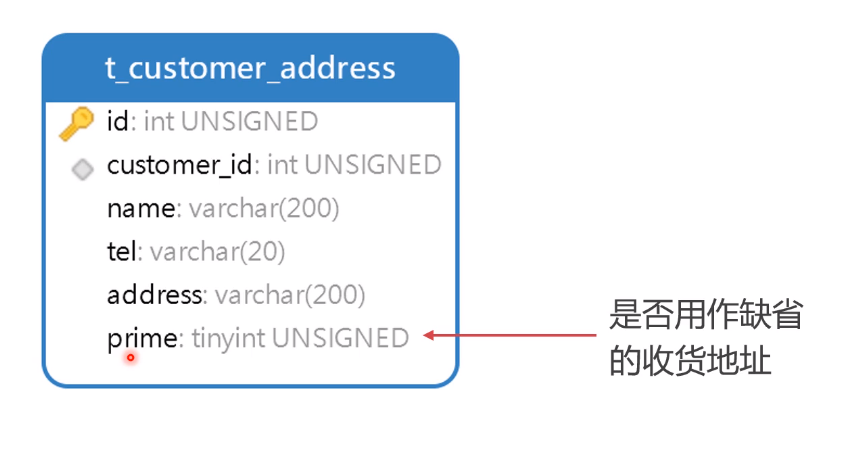 t_customer_address
id: int UNSIGNED
customer_id: int UNSIGNED
name: varchar(200)
tel: varchar(20)
address: varchar(200)
prime: tinyint UNSIGNED
是否用作缺省
的收货地址